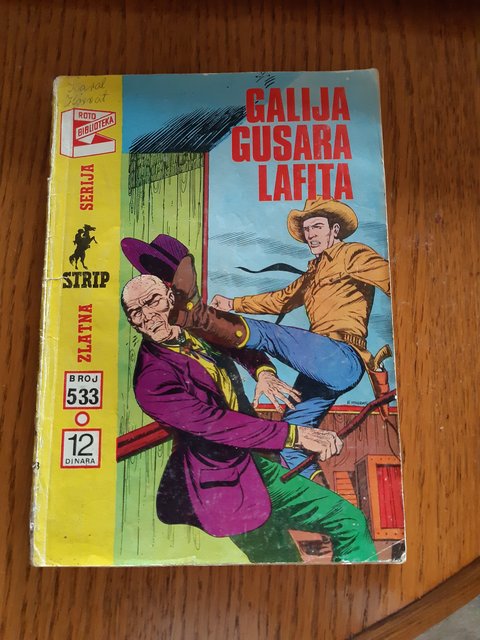 ROTO
BIBLIOTEKA
GALIJA
GUSARA
LAFITA
ZLATNA SERIJA
STRIP
BROJ
533
12
DINARA